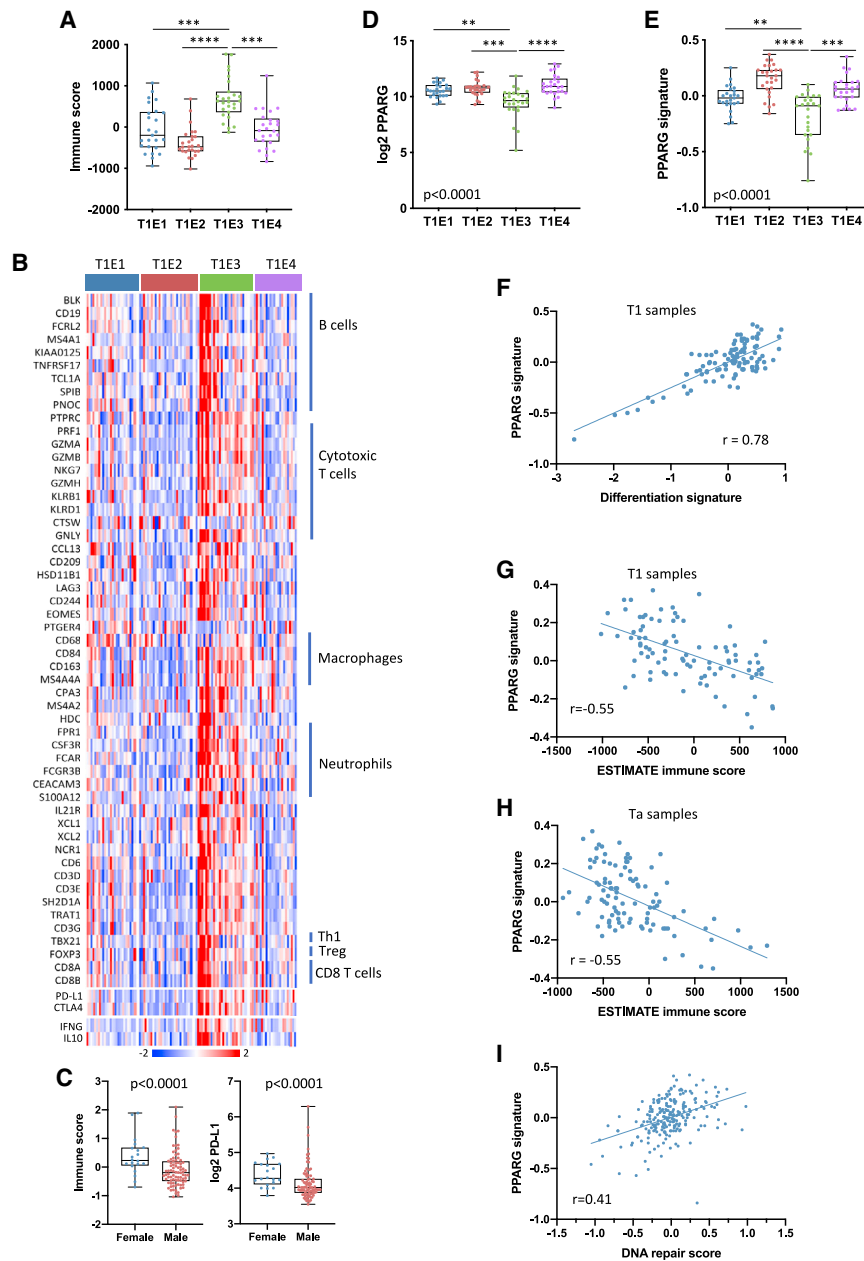 A
***
****
***
Immune score
2000
1000
0
-1000
-2000
T1E1
T1E2
T1E3
T1E4
D
**
***
****
log2 PPARG
15
10
5
0
p<0.0001
T1E1
T1E2
T1E3
T1E4
E
**
****
***
PPARG signature
0.5
0.0
-0.5
-1.0
p<0.0001
T1E1
T1E2
T1E3
T1E4
B
T1E1
T1E2
T1E3
T1E4
BLK
CD19
FCRL2
MS4A1
KIAA0125
TNFRSF17
TCL1A
SPIB
PNOC
PTPRC
PRF1
GZMA
GZMB
NKG7
GZMH
KLRB1
KLRD1
CTSW
GNLY
CCL13
CD209
HSD11B1
LAG3
CD244
EOMES
PTGER4
CD68
CD84
CD163
MS4A4A
CPA3
MS4A2
HDC
FPR1
CSF3R
FCAR
FCGR3B
CEACAM3
S100A12
IL21R
XCL1
XCL2
NCR1
CD6
CD3D
CD3E
SH2D1A
TRAT1
CD3G
TBX21
FOXP3
CD8A
CD8B
PD-L1
CTLA4
IFNG
IL10
B cells
Cytotoxic
T cells
Macrophages
Neutrophils
Th1
Treg
CD8 T cells
-2
2
C
p<0.0001
Immune score
3
2
1
0
-1
-2
Female
Male
p<0.0001
log2 PD-L1
7
6
5
4
3
Female
Male
F
T1 samples
PPARG signature
0.5
0.0
-0.5
-1.0
r = 0.78
-3
-2
-1
0
1
Differentiation signature
G
T1 samples
PPARG signature
0.4
0.2
0.0
-0.2
-0.4
r=-0.55
-1500
-1000
-500
0
500
1000
ESTIMATE immune score
H
Ta samples
PPARG signature
0.4
0.2
0.0
-0.2
-0.4
r = -0.55
-1000
-500
0
500
1000
1500
ESTIMATE immune score
I
PPARG signature
0.5
0.0
-0.5
-1.0
r=0.41
-1.5
-1.0
-0.5
0.0
0.5
1.0
1.5
DNA repair score